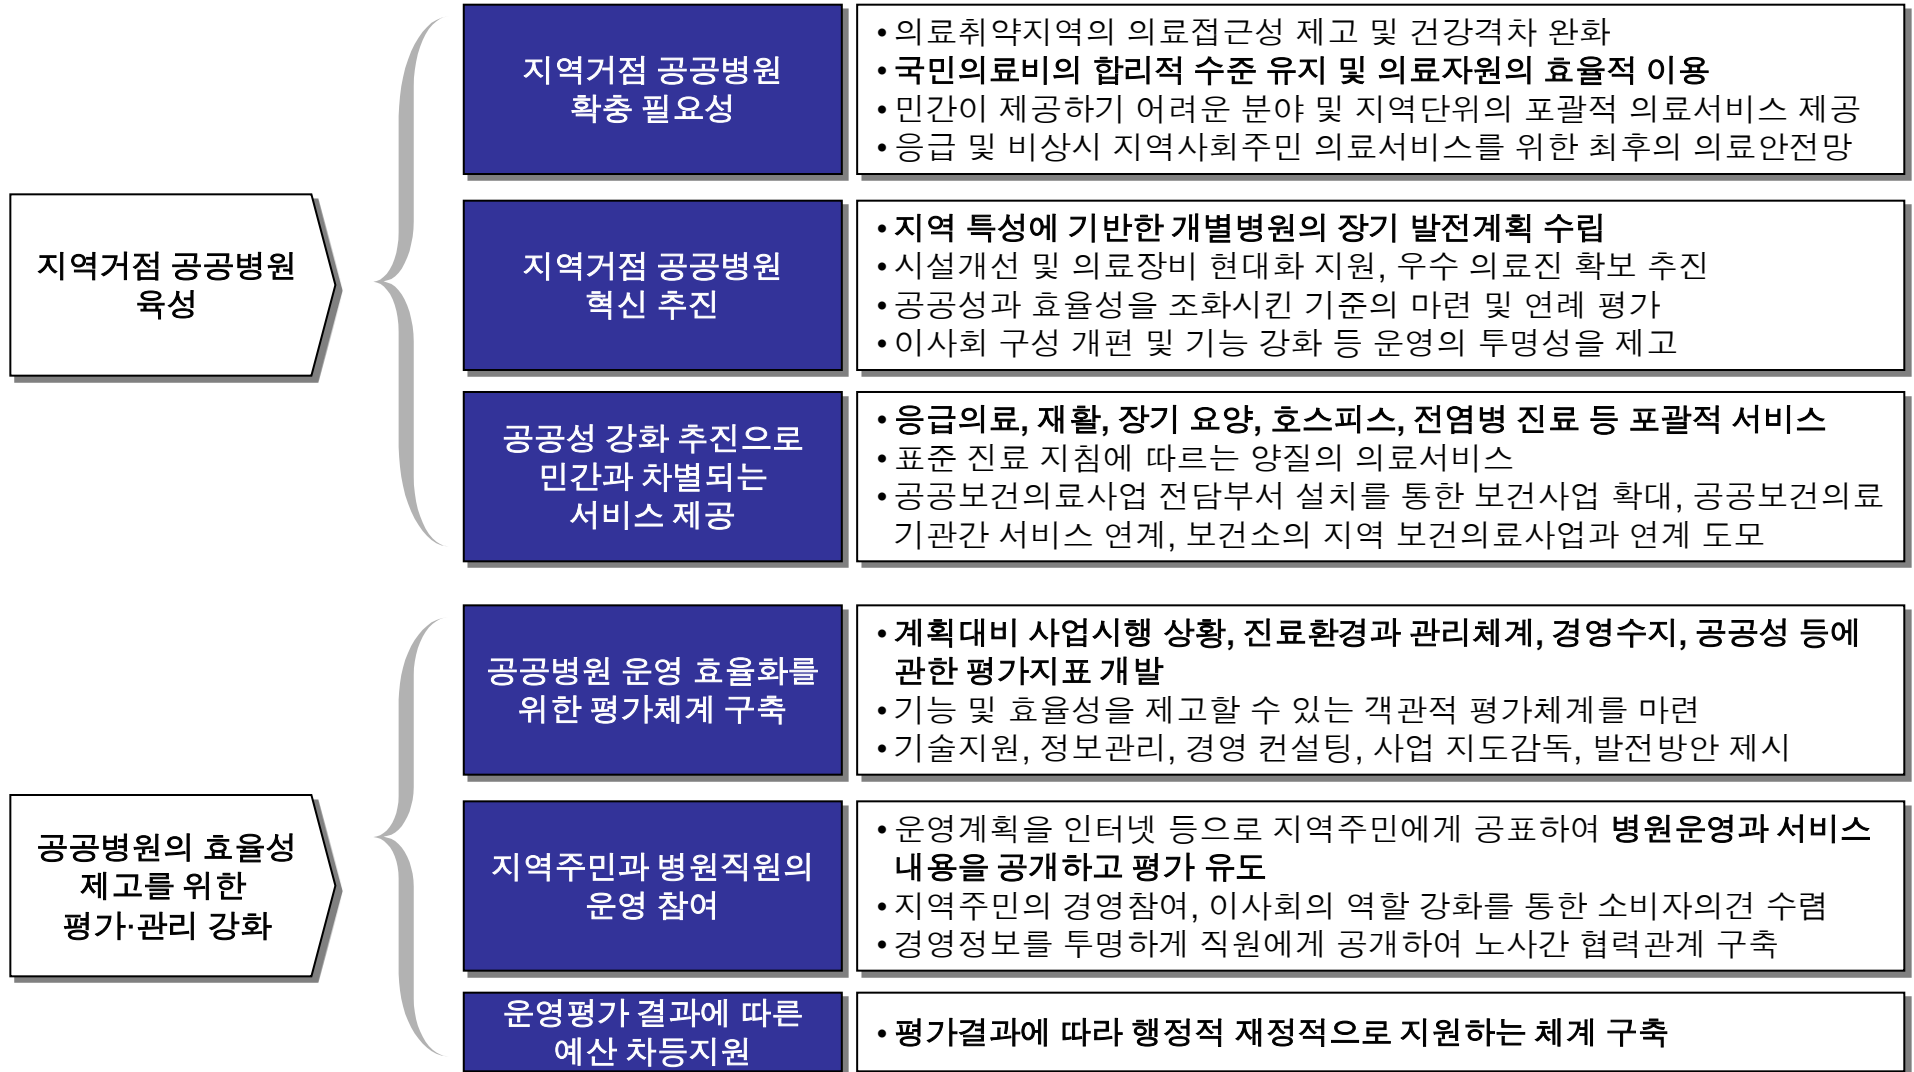 지역거점 공공병원
육성
지역거점 공공병원
확충 필요성
• 의료취약지역의 의료접근성 제고 및 건강격차 완화
• 국민의료비의 합리적 수준 유지 및 의료자원의 효율적 이용
• 민간이 제공하기 어려운 분야 및 지역단위의 포괄적 의료서비스 제공
• 응급 및 비상시 지역사회주민 의료서비스를 위한 최후의 의료안전망
지역거점 공공병원
혁신 추진
• 지역 특성에 기반한 개별병원의 장기 발전계획 수립
• 시설개선 및 의료장비 현대화 지원, 우수 의료진 확보 추진
• 공공성과 효율성을 조화시킨 기준의 마련 및 연례 평가
• 이사회 구성 개편 및 기능 강화 등 운영의 투명성을 제고
공공성 강화 추진으로
민간과 차별되는
서비스 제공
• 응급의료, 재활, 장기 요양, 호스피스, 전염병 진료 등 포괄적 서비스
• 표준 진료 지침에 따르는 양질의 의료서비스
• 공공보건의료사업 전담부서 설치를 통한 보건사업 확대, 공공보건의료
기관간 서비스 연계, 보건소의 지역 보건의료사업과 연계 도모
공공병원의 효율성
제고를 위한
평가·관리 강화
공공병원 운영 효율화를
위한 평가체계 구축
• 계획대비 사업시행 상황, 진료환경과 관리체계, 경영수지, 공공성 등에
관한 평가지표 개발
• 기능 및 효율성을 제고할 수 있는 객관적 평가체계를 마련
• 기술지원, 정보관리, 경영 컨설팅, 사업 지도감독, 발전방안 제시
지역주민과 병원직원의
운영 참여
• 운영계획을 인터넷 등으로 지역주민에게 공표하여 병원운영과 서비스
내용을 공개하고 평가 유도
• 지역주민의 경영참여, 이사회의 역할 강화를 통한 소비자의견 수렴
• 경영정보를 투명하게 직원에게 공개하여 노사간 협력관계 구축
운영평가 결과에 따른
예산 차등지원
• 평가결과에 따라 행정적 재정적으로 지원하는 체계 구축